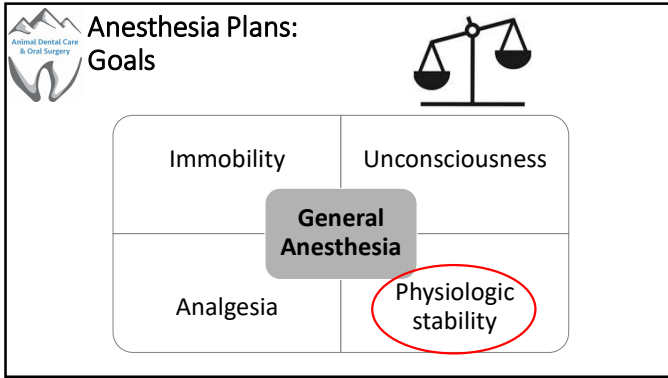 Animal Dental Care
& Oral Surgery
Anesthesia Plans:
Goals
Immobility
Unconsciousness
General
Anesthesia
Analgesia
Physiologic
stability